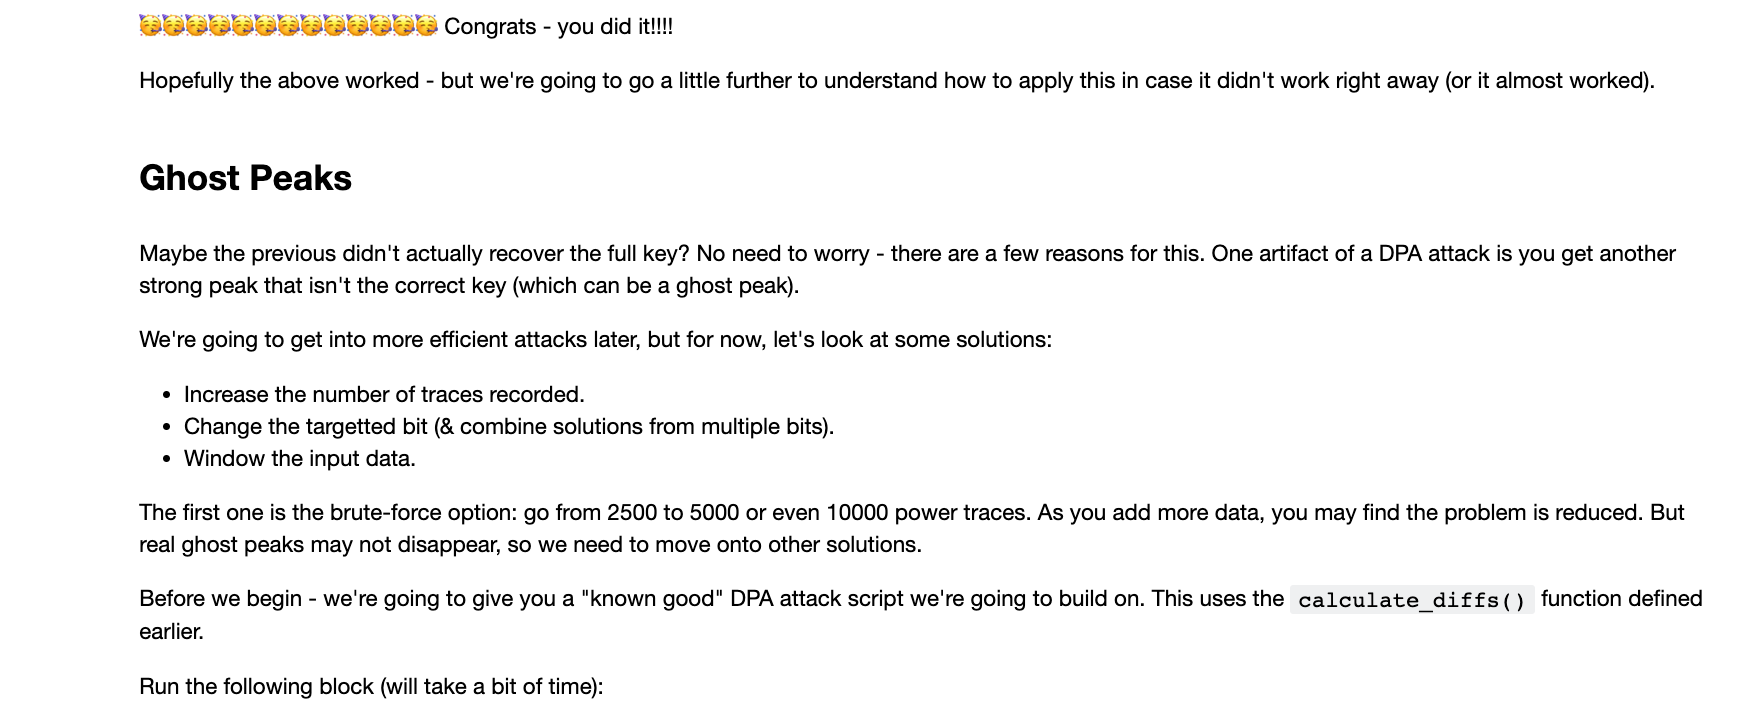 🥳🥳🥳🥳🥳🥳🥳🥳🥳🥳🥳🥳🥳 Congrats - you did it!!!!
Hopefully the above worked - but we're going to go a little further to understand how to apply this in case it didn't work right away (or it almost worked).
Ghost Peaks
Maybe the previous didn't actually recover the full key? No need to worry - there are a few reasons for this. One artifact of a DPA attack is you get another
strong peak that isn't the correct key (which can be a ghost peak).
We're going to get into more efficient attacks later, but for now, let's look at some solutions:
• Increase the number of traces recorded.
• Change the targetted bit (& combine solutions from multiple bits).
• Window the input data.
The first one is the brute-force option: go from 2500 to 5000 or even 10000 power traces. As you add more data, you may find the problem is reduced. But
real ghost peaks may not disappear, so we need to move onto other solutions.
Before we begin - we're going to give you a "known good" DPA attack script we're going to build on. This uses the calculate_diffs() function defined
earlier.
Run the following block (will take a bit of time):